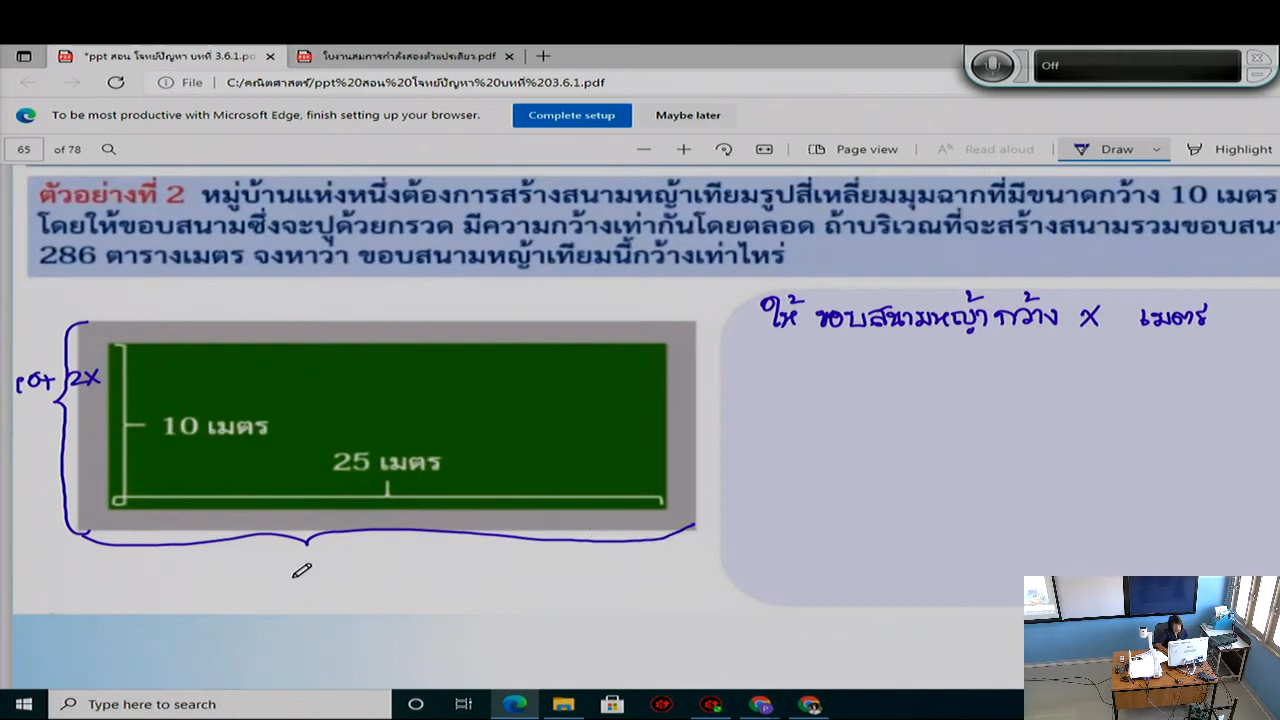 *ppt สอน โจทย์ปัญหา บทที่ 3.6.1.pd
ใบงานสมการกำลังสองตัวแปรเดียว.pdf
Off
File
C:/คณิตศาสตร์/ppt%20สอน%20โจทย์ปัญหา%20บทที่%203.6.1.pdf
To be most productive with Microsoft Edge, finish setting up your browser.
Complete setup
Maybe later
65 of 78
Page view
Read aloud
Draw
Highlight
ตัวอย่างที่ 2 หมู่บ้านแห่งหนึ่งต้องการสร้างสนามหญ้าเทียมรูปสี่เหลี่ยมมุมฉากที่มีขนาดกว้าง 10 เมตร
โดยให้ขอบสนามซึ่งจะปูด้วยกรวด มีความกว้างเท่ากันโดยตลอด ถ้าบริเวณที่จะสร้างสนามรวมขอบสนา
286 ตารางเมตร จงหาว่า ขอบสนามหญ้าเทียมนี้กว้างเท่าไหร่
ให้ ขอบสนามหญ้ากว้าง x เมตร
10+ 2x
10 เมตร
25 เมตร
Type here to search